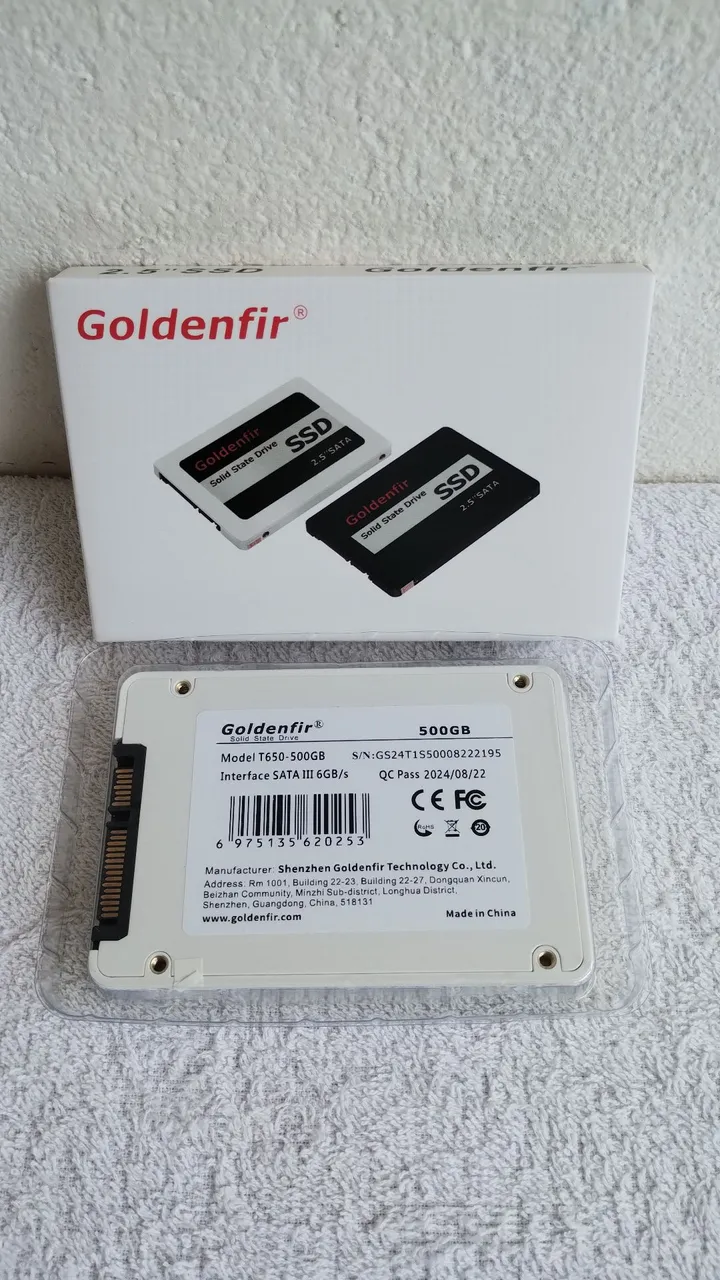 2.5"SSD Goldenfir
Goldenfir®
Goldenfir
Solid State Drive SSD
2.5"SATA
Goldenfir
Solid State Drive SSD
2.5"SATA
Goldenfir® 500GB
Solid State Drive
Model T650-500GB S/N:GS24T1S50008222195
Interface SATA III 6GB/s QC Pass 2024/08/22
CE FC
RoHS 20
6 975135 620253
Manufacturer: Shenzhen Goldenfir Technology Co., Ltd.
Address: Rm 1001, Building 22-23, Building 22-27, Dongquan Xincun,
Beizhan Community, Minzhi Sub-district, Longhua District,
Shenzhen, Guangdong, China, 518131
www.goldenfir.com Made in China